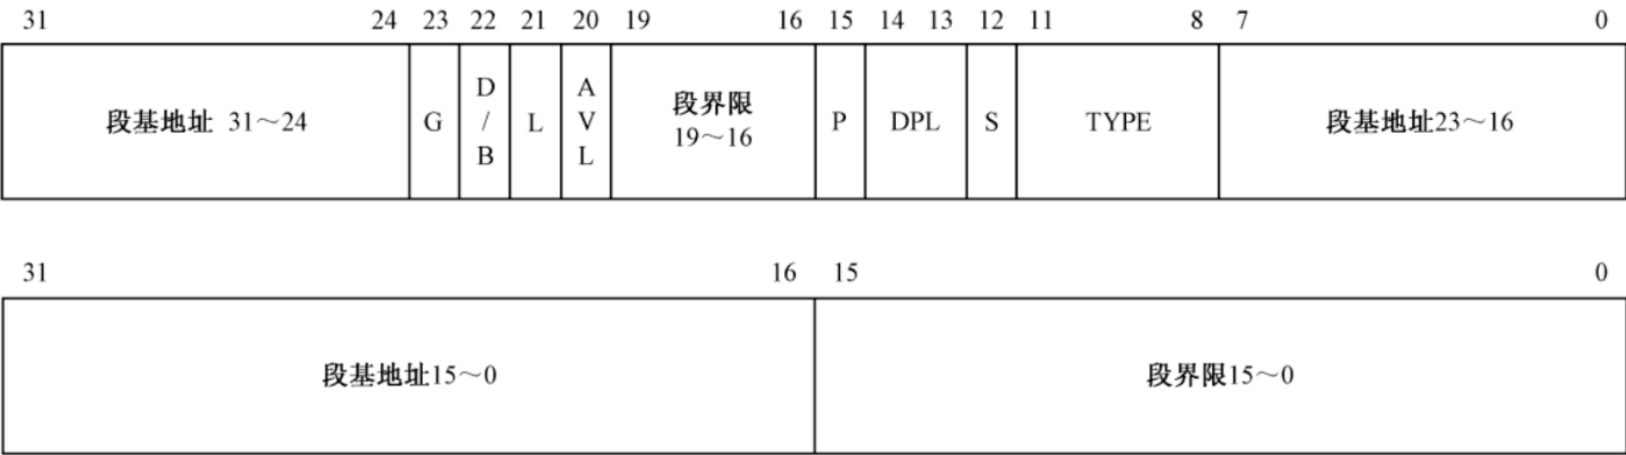 31 24 23 22 21 20 19 16 15 14 13 12 11 8 7 0
段基地址 31～24
G
D
/
B
L
A
V
L
段界限
19～16
P
DPL
S
TYPE
段基地址23～16
31 16 15 0
段基地址15～0
段界限15～0